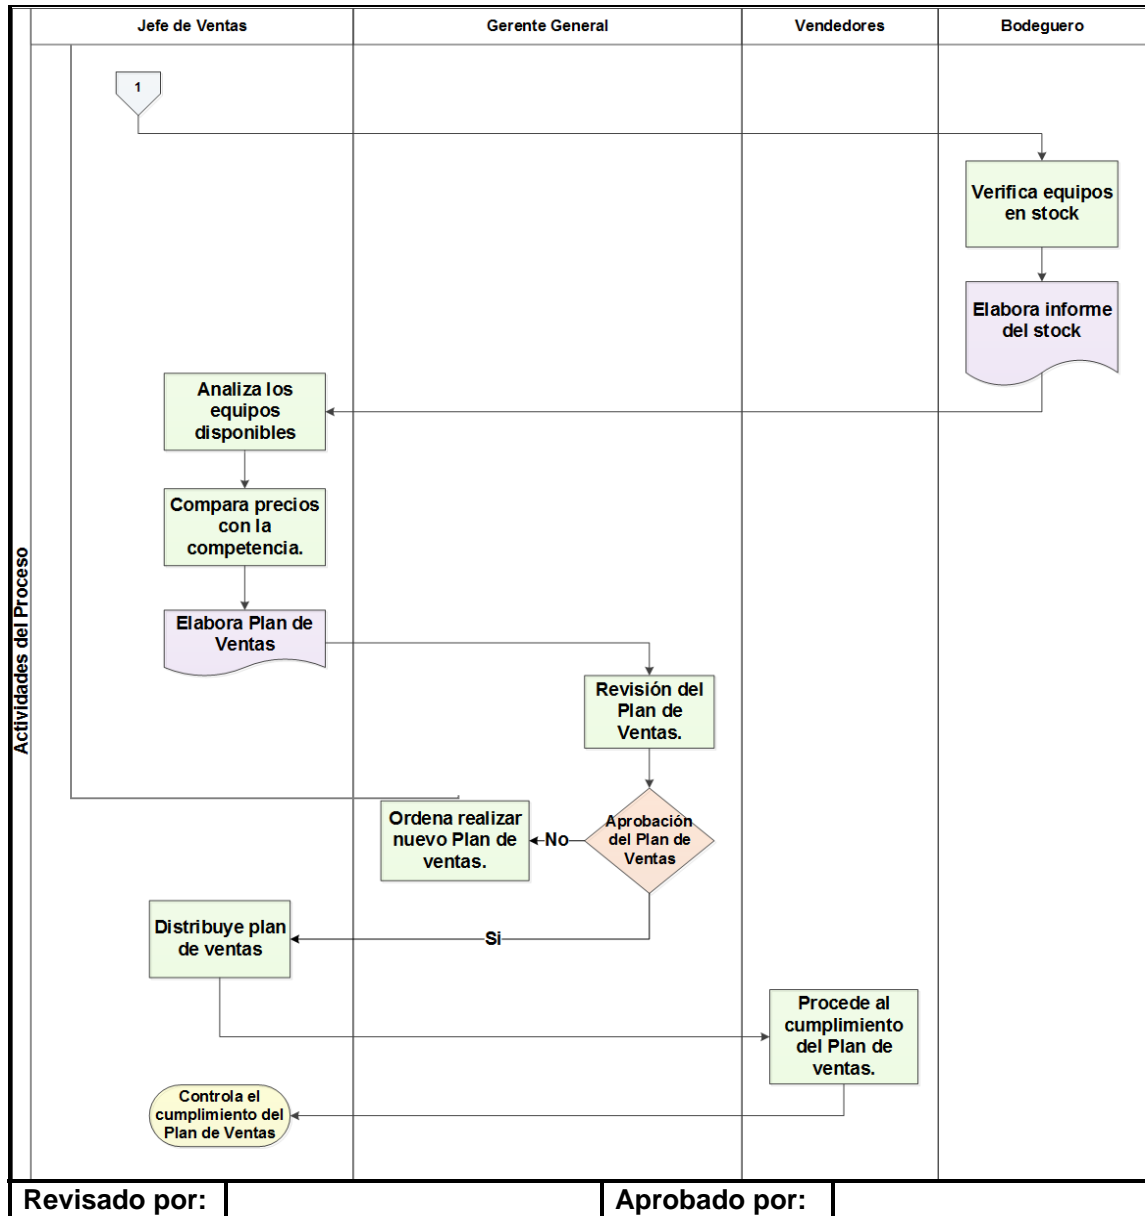 Jefe de Ventas
Gerente General
Vendedores
Bodeguero
Actividades del Proceso
1
Verifica equipos
en stock
Elabora informe
del stock
Analiza los
equipos
disponibles
Compara precios
con la
competencia.
Elabora Plan de
Ventas
Revisión del
Plan de
Ventas.
Aprobación
del Plan de
Ventas
No
Ordena realizar
nuevo Plan de
ventas.
Si
Distribuye plan
de ventas
Procede al
cumplimiento
del Plan de
ventas.
Controla el
cumplimiento del
Plan de Ventas
Revisado por:
Aprobado por: